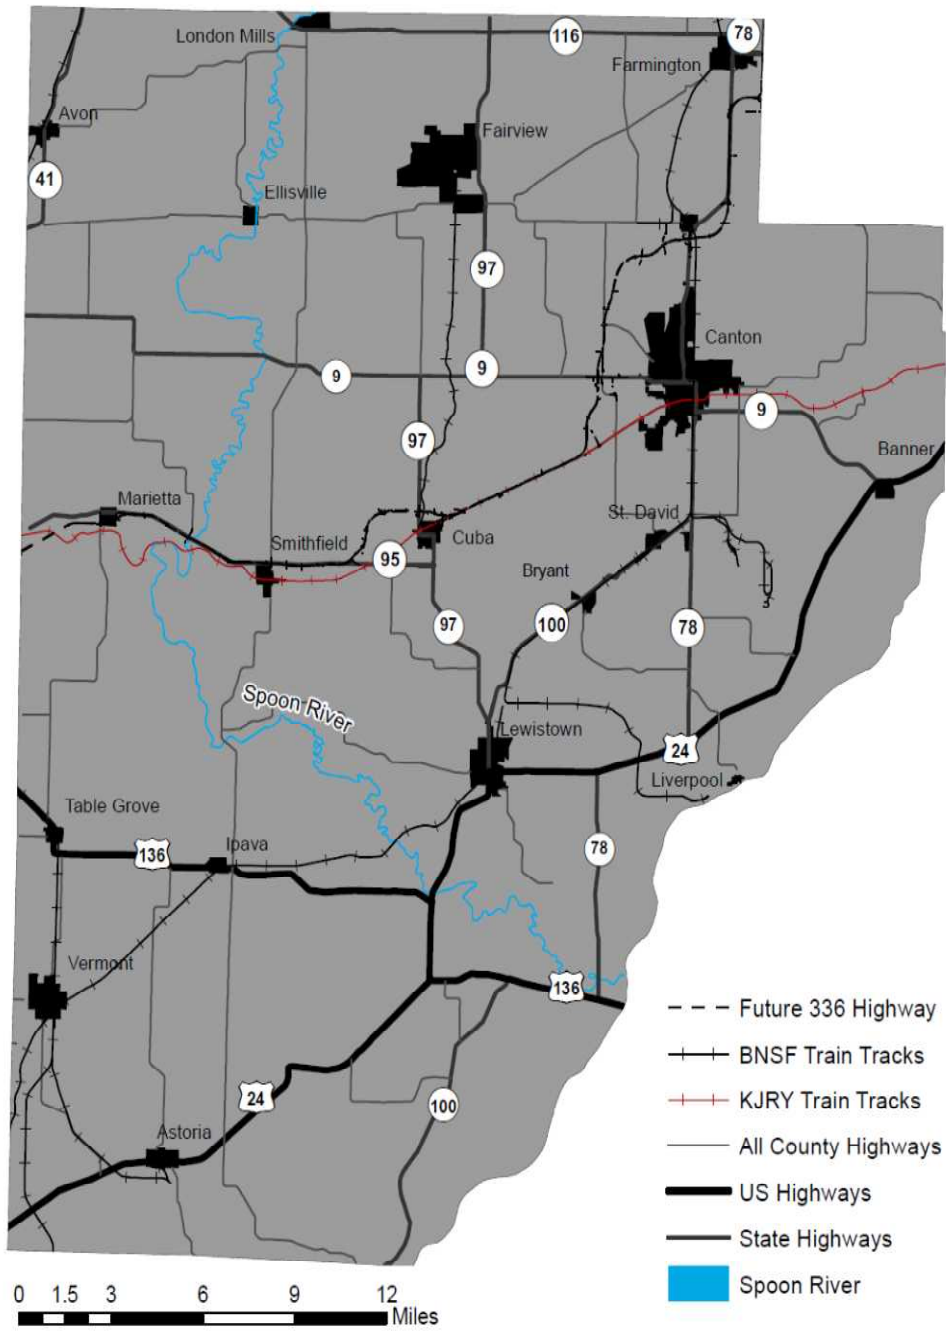 London Mills
116
78
Farmington
Avon
Fairview
41
Ellisville
97
Canton
9
9
9
97
Banner
Marietta
St. David
Smithfield
Cuba
95
Bryant
97
100
78
Spoon River
Lewistown
24
Liverpool
Table Grove
136
Ipava
78
Vermont
136
Future 336 Highway
BNSF Train Tracks
24
KJRY Train Tracks
100
Astoria
All County Highways
US Highways
State Highways
Spoon River
0 1.5 3 6 9 12
Miles